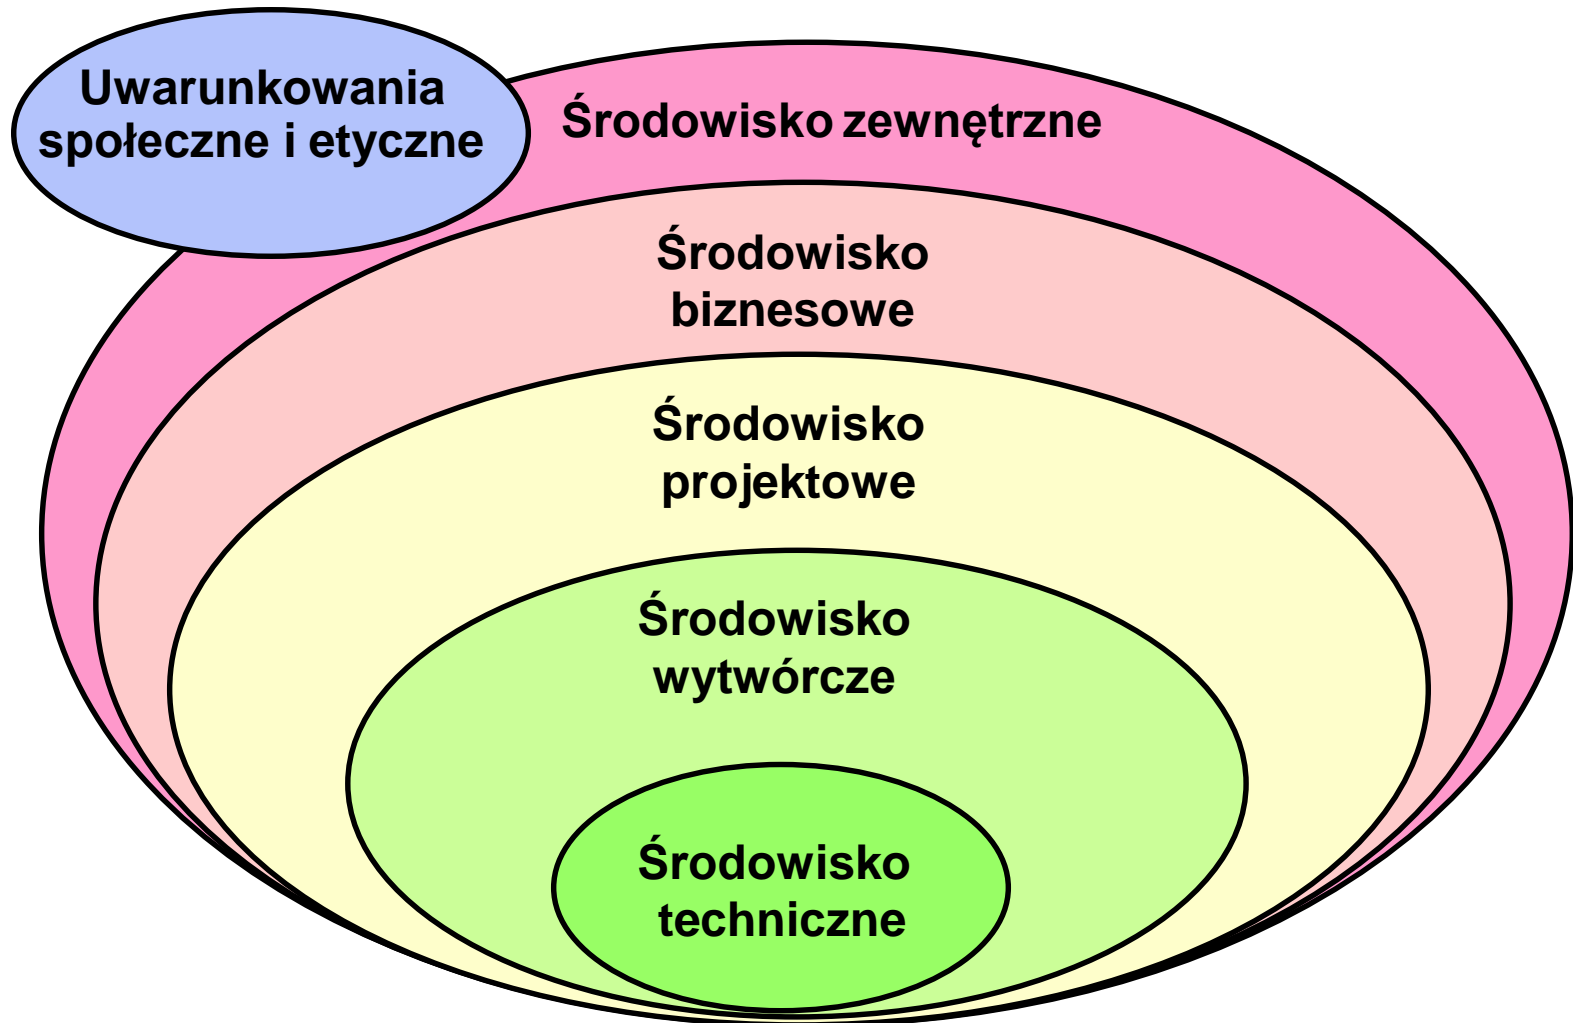 Uwarunkowania
społeczne i etyczne
Środowisko zewnętrzne
Środowisko
biznesowe
Środowisko
projektowe
Środowisko
wytwórcze
Środowisko
techniczne